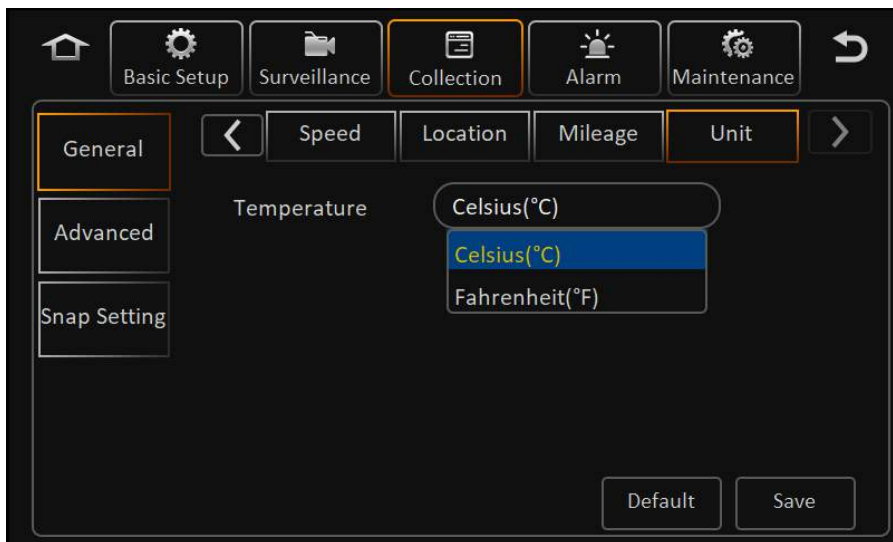 Basic Setup
Surveillance
Collection
Alarm
Maintenance
General
Speed
Location
Mileage
Unit
Advanced
Snap Setting
Temperature
Celsius(°C)
Celsius(°C)
Fahrenheit(°F)
Default
Save